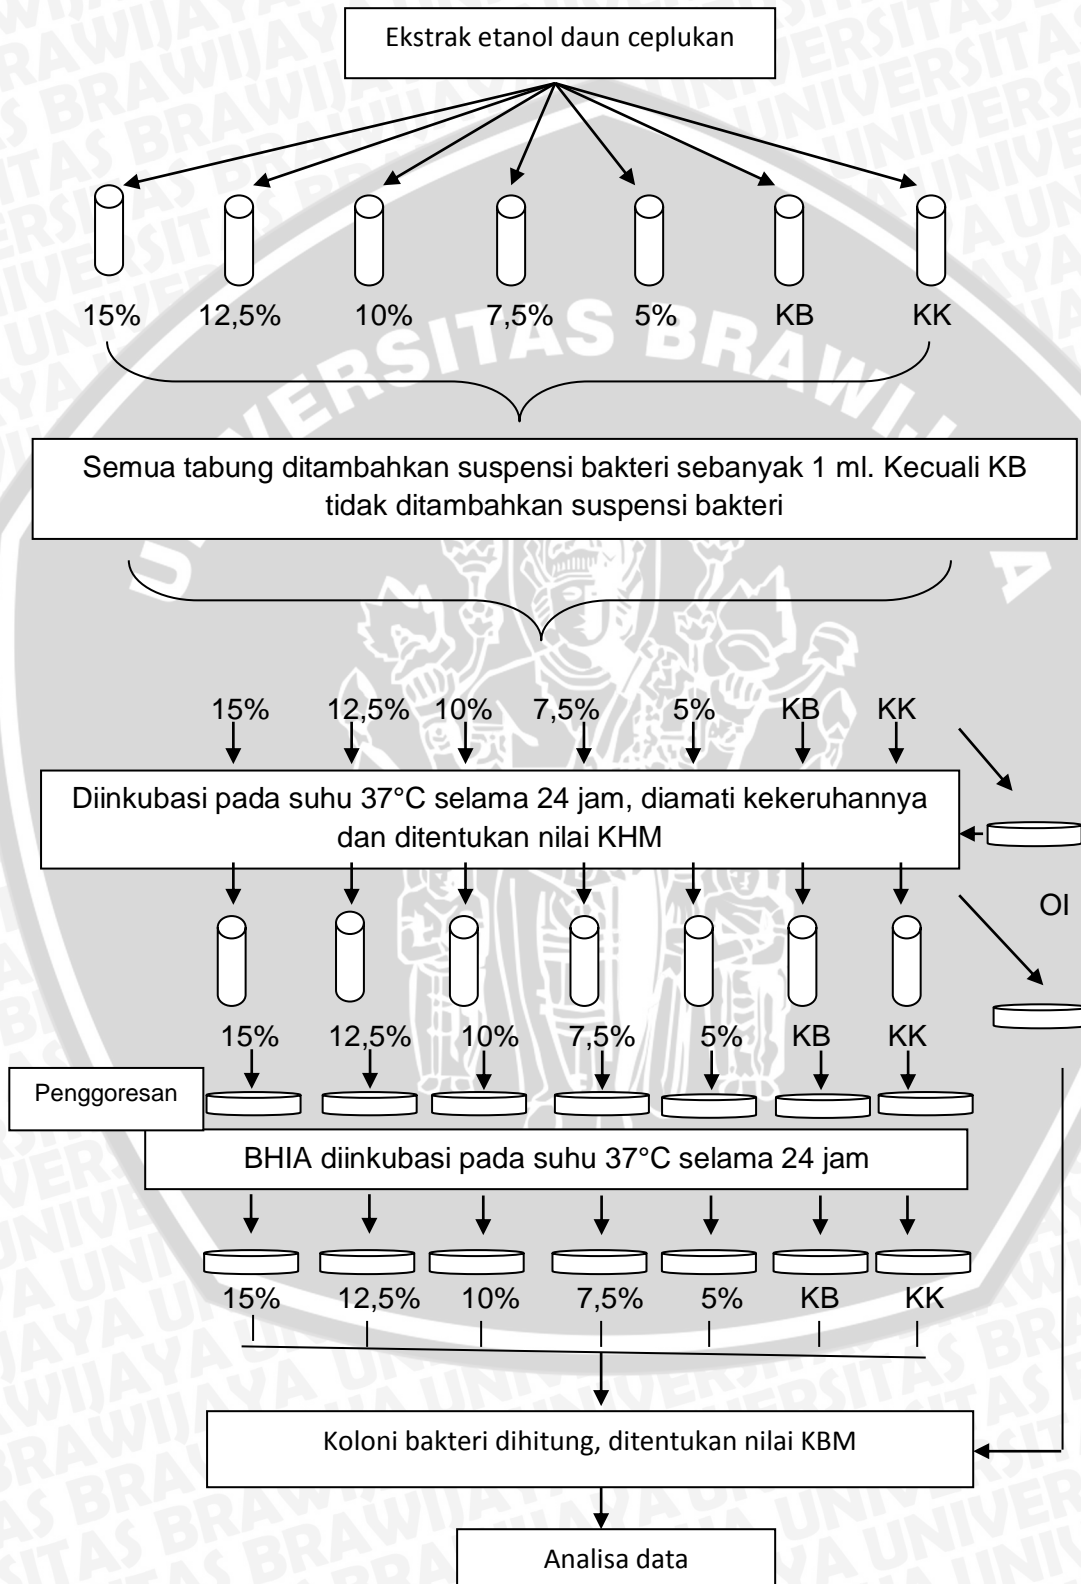 Ekstrak etanol daun ceplukan
15% 12,5% 10% 7,5% 5% KB KK
UNIVERSITAS BRAWIJAYA
Semua tabung ditambahkan suspensi bakteri sebanyak 1 ml. Kecuali KB
tidak ditambahkan suspensi bakteri
15% 12,5% 10% 7,5% 5% KB KK
Diinkubasi pada suhu 37°C selama 24 jam, diamati kekeruhannya
dan ditentukan nilai KHM
OI
15% 12,5% 10% 7,5% 5% KB KK
Penggoresan
BHIA diinkubasi pada suhu 37°C selama 24 jam
15% 12,5% 10% 7,5% 5% KB KK
Koloni bakteri dihitung, ditentukan nilai KBM
Analisa data